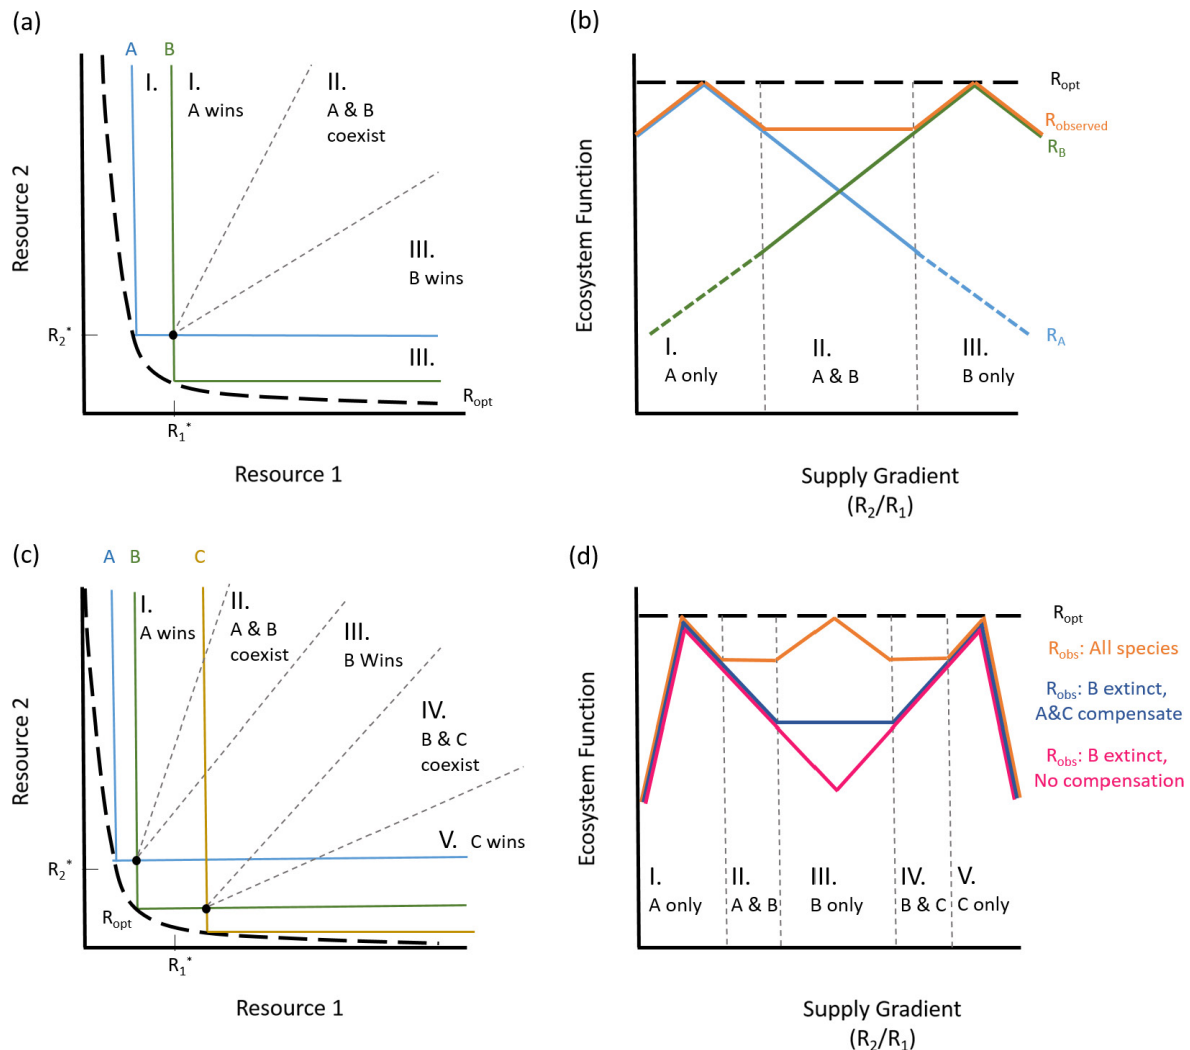 (a)
A
B
I.
I.
A wins
II.
A & B
coexist
III.
B wins
III.
R2*
Ropt
R1*
Resource 2
Resource 1
(b)
Ropt
Robserved
RB
RA
I.
A only
II.
A & B
III.
B only
Ecosystem Function
Supply Gradient
(R2/R1)
(c)
A
B
C
I.
A wins
II.
A & B
coexist
III.
B Wins
IV.
B & C
coexist
V. C wins
R2*
Ropt
R1*
Resource 2
Resource 1
(d)
Ropt
Robs: All species
Robs: B extinct,
A&C compensate
Robs: B extinct,
No compensation
I.
A only
II.
A & B
III.
B only
IV.
B & C
V.
C only
Ecosystem Function
Supply Gradient
(R2/R1)